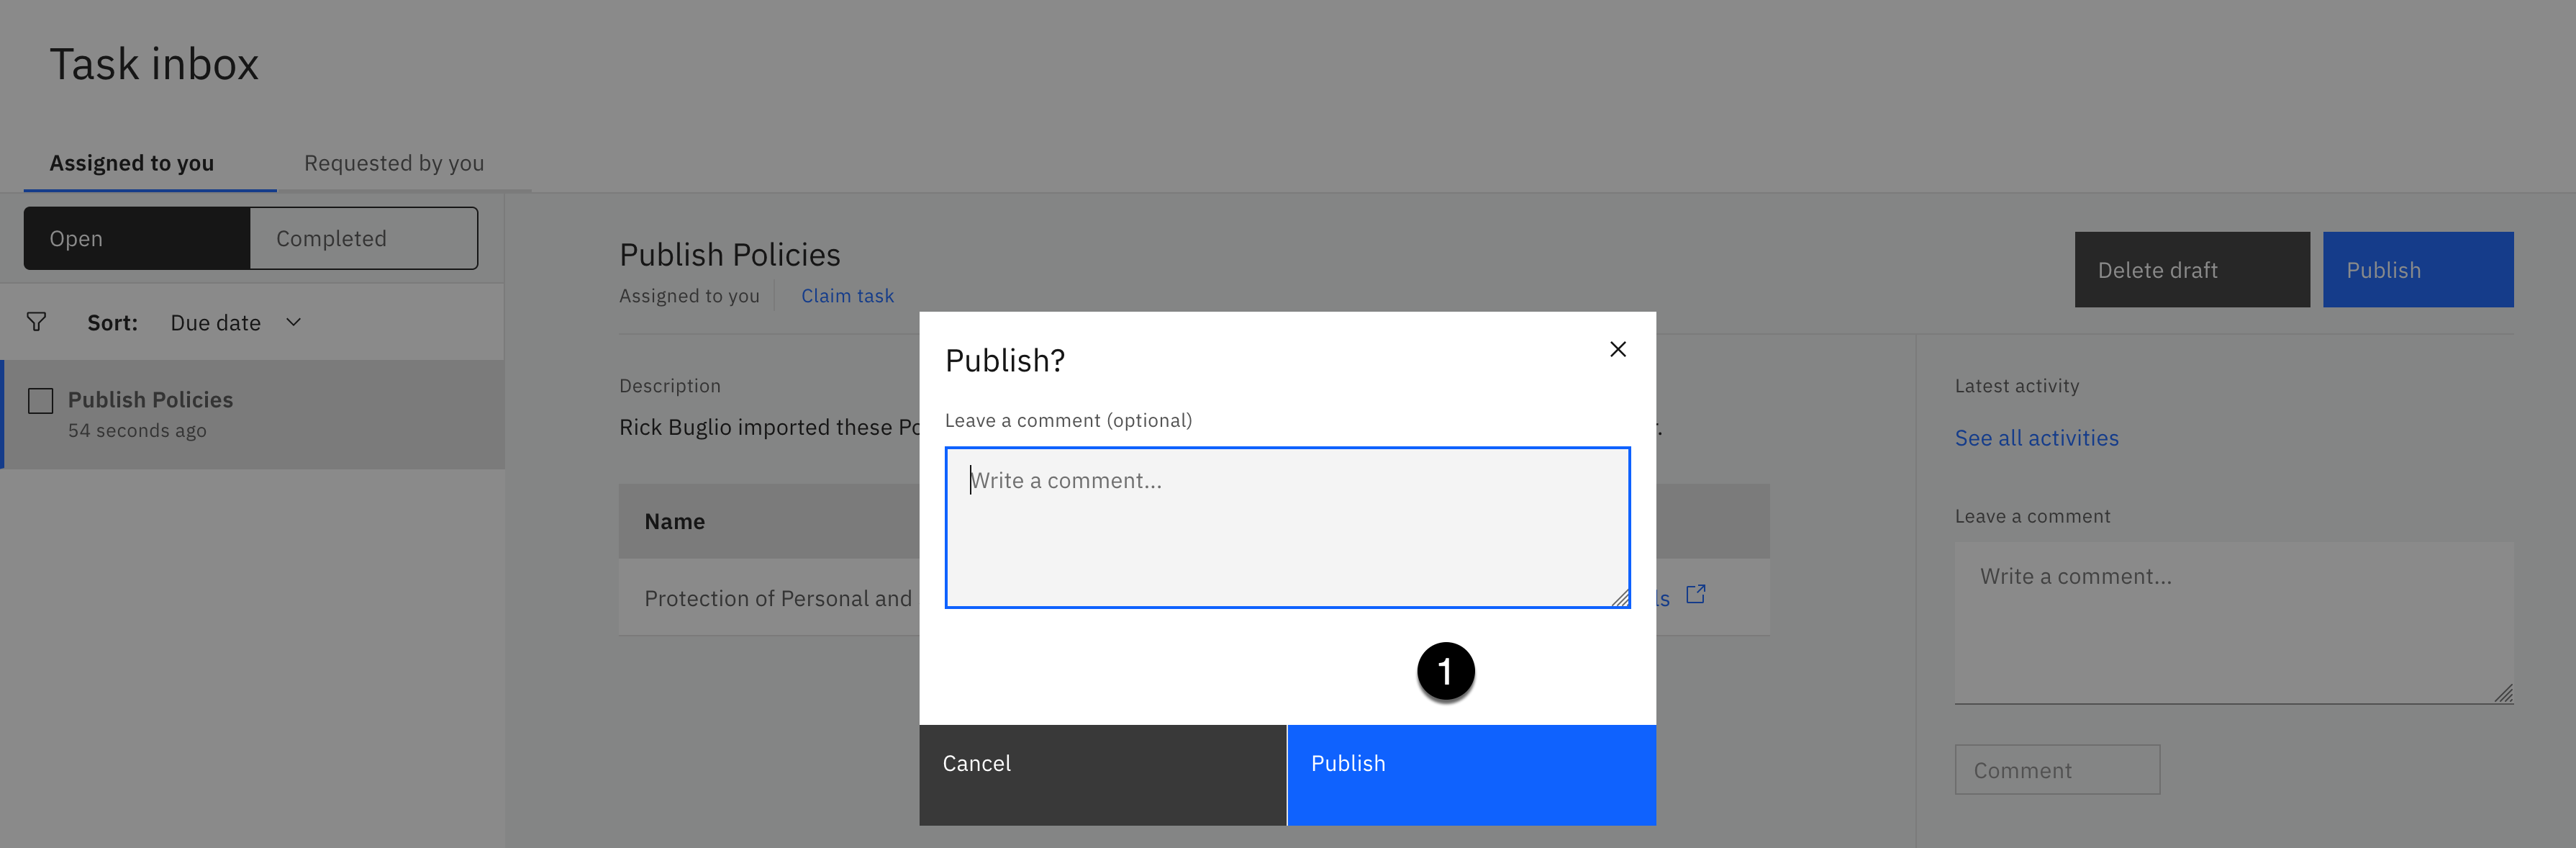 Task inbox
Assigned to you
Requested by you
Open
Completed
Sort: Due date
Publish Policies
54 seconds ago
Publish Policies
Assigned to you
Claim task
Delete draft
Publish
Description
Rick Buglio imported these
Name
Protection of Personal and
Publish?
Leave a comment (optional)
Write a comment...
1
Cancel
Publish
Latest activity
See all activities
Leave a comment
Write a comment...
Comment